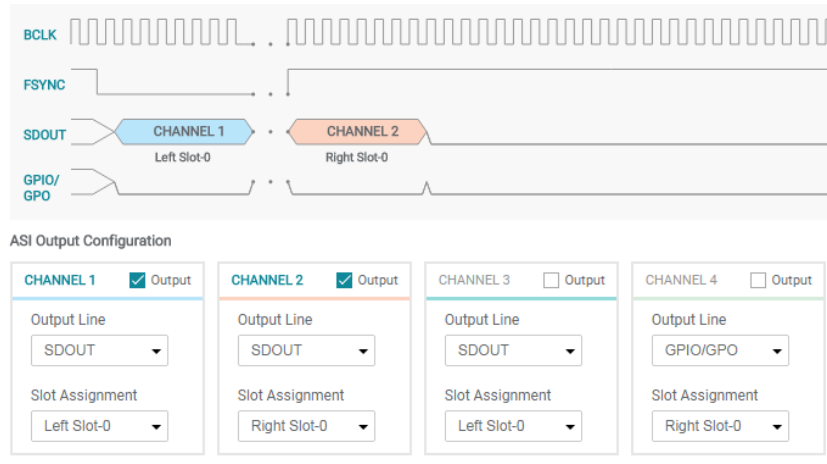 BCLK
FSYNC
SDOUT CHANNEL 1 CHANNEL 2
Left Slot-0 Right Slot-0
GPIO/
GPO
ASI Output Configuration
CHANNEL 1 Output CHANNEL 2 Output CHANNEL 3 Output CHANNEL 4 Output
Output Line Output Line Output Line Output Line
SDOUT SDOUT SDOUT GPIO/GPO
Slot Assignment Slot Assignment Slot Assignment Slot Assignment
Left Slot-0 Right Slot-0 Left Slot-0 Right Slot-0